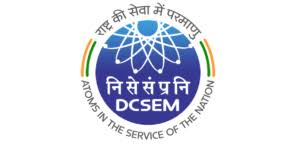 राष्ट्र की सेवा में परमाणु
निसेसंप्रनि
DCSEM
ATOMS IN THE SERVICE OF THE NATION